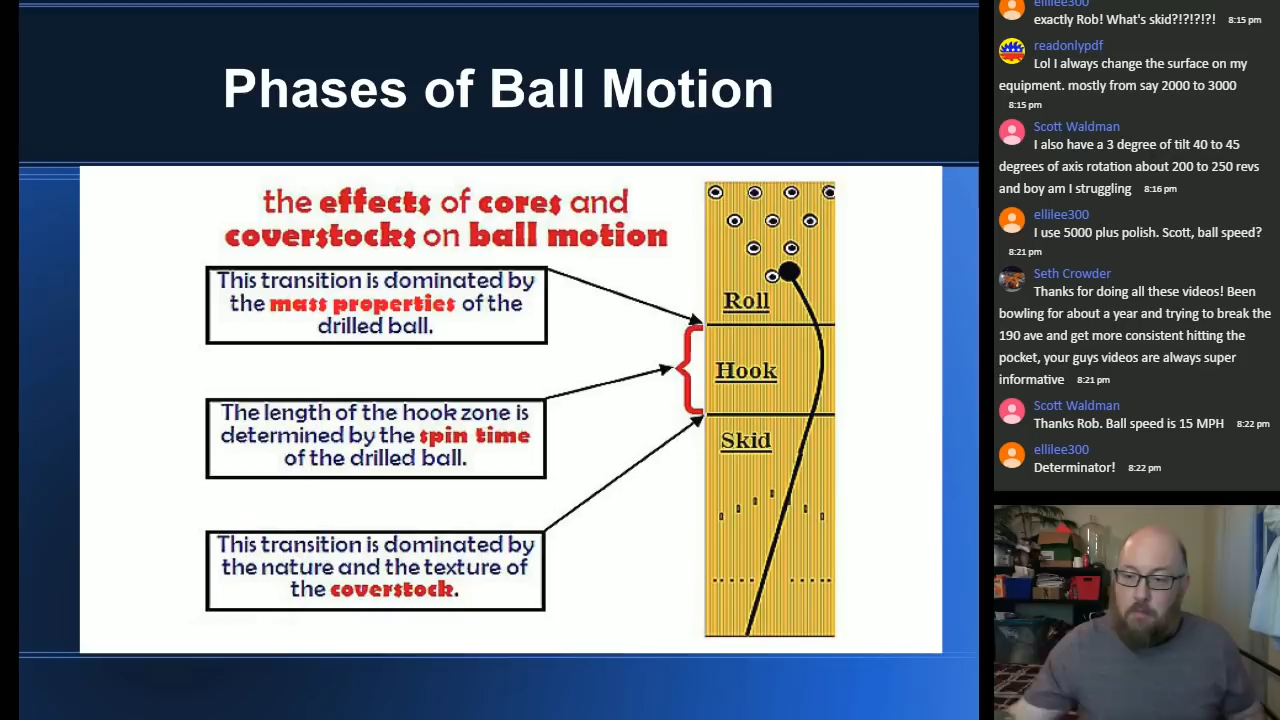 Phases of Ball Motion
the effects of cores and
coverstocks on ball motion
This transition is dominated by
the mass properties of the
drilled ball.
The length of the hook zone is
determined by the spin time
of the drilled ball.
This transition is dominated by
the nature and the texture of
the coverstock.
Roll
Hook
Skid
ellilee300
exactly Rob! What's skid?!?!?!?! 8:15 pm
readonlypdf
Lol I always change the surface on my
equipment. mostly from say 2000 to 3000
8:15 pm
Scott Waldman
I also have a 3 degree of tilt 40 to 45
degrees of axis rotation about 200 to 250 revs
and boy am I struggling 8:16 pm
ellilee300
I use 5000 plus polish. Scott, ball speed?
8:21 pm
Seth Crowder
Thanks for doing all these videos! Been
bowling for about a year and trying to break the
190 ave and get more consistent hitting the
pocket, your guys videos are always super
informative 8:21 pm
Scott Waldman
Thanks Rob. Ball speed is 15 MPH 8:22 pm
ellilee300
Determinator! 8:22 pm